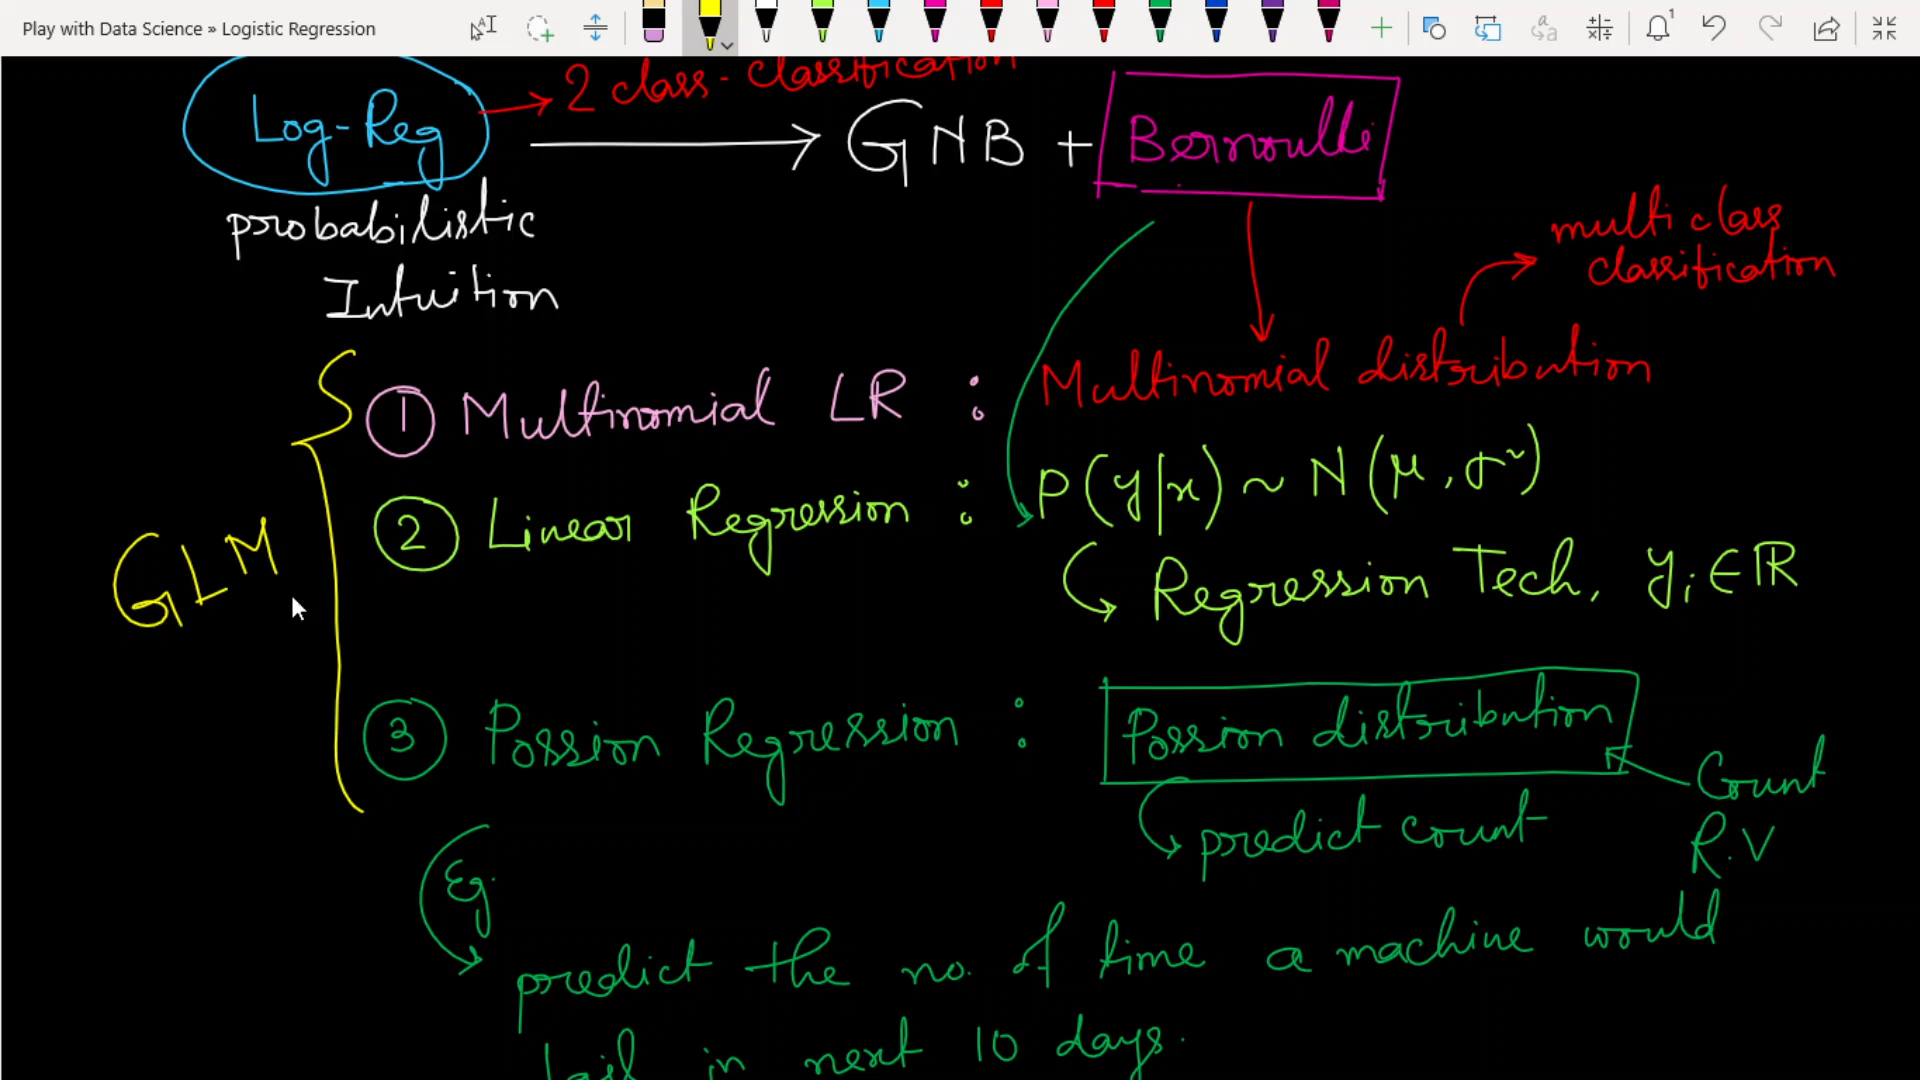 Play with Data Science » Logistic Regression
2 class-classification
Log-Reg → GNB + Bernoulli
probabilistic
Intuition
multi class
classification
① Multinomial LR : Multinomial distribution
② Linear Regression : P(y|x) ~ N(μ, σ²)
Regression Tech, yᵢ ∈ ℝ
GLM
③ Possion Regression : Possion distribution
Count
R.V
predict count
Eg.
predict the no. of time a machine would
fail in next 10 days.